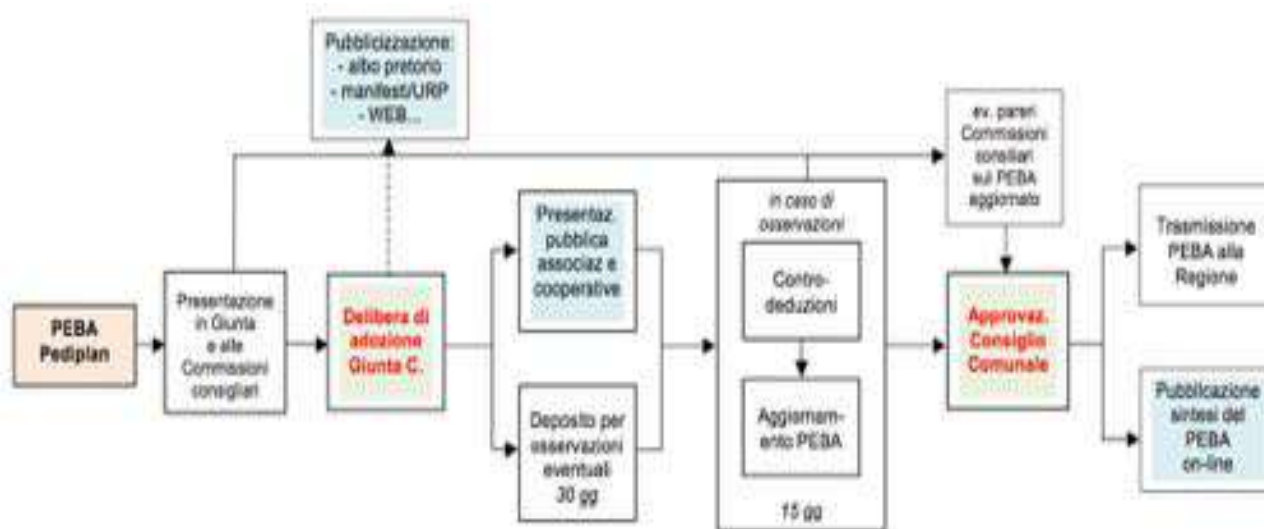 Pubblicizzazione:
- albo pretorio
- manifesti/URP
- WEB...
PEBA
Pediplan
Presentazione
in Giunta
e alle
Commissioni
consigliari
Delibera di
adozione
Giunta C.
Presentaz.
pubblica
associaz e
cooperative
Deposto per
osservazioni
eventuali
30 gg
in caso di
osservazioni
Contro-
deduzioni
Aggiornam-
ento PEBA
15 gg
ev. pareri
Commissioni
consiliari
sul PEBA
aggiornato
Approvaz.
Consiglio
Comunale
Trasmissione
PEBA alla
Regione
Pubblicazione
sintesi del
PEBA
on-line